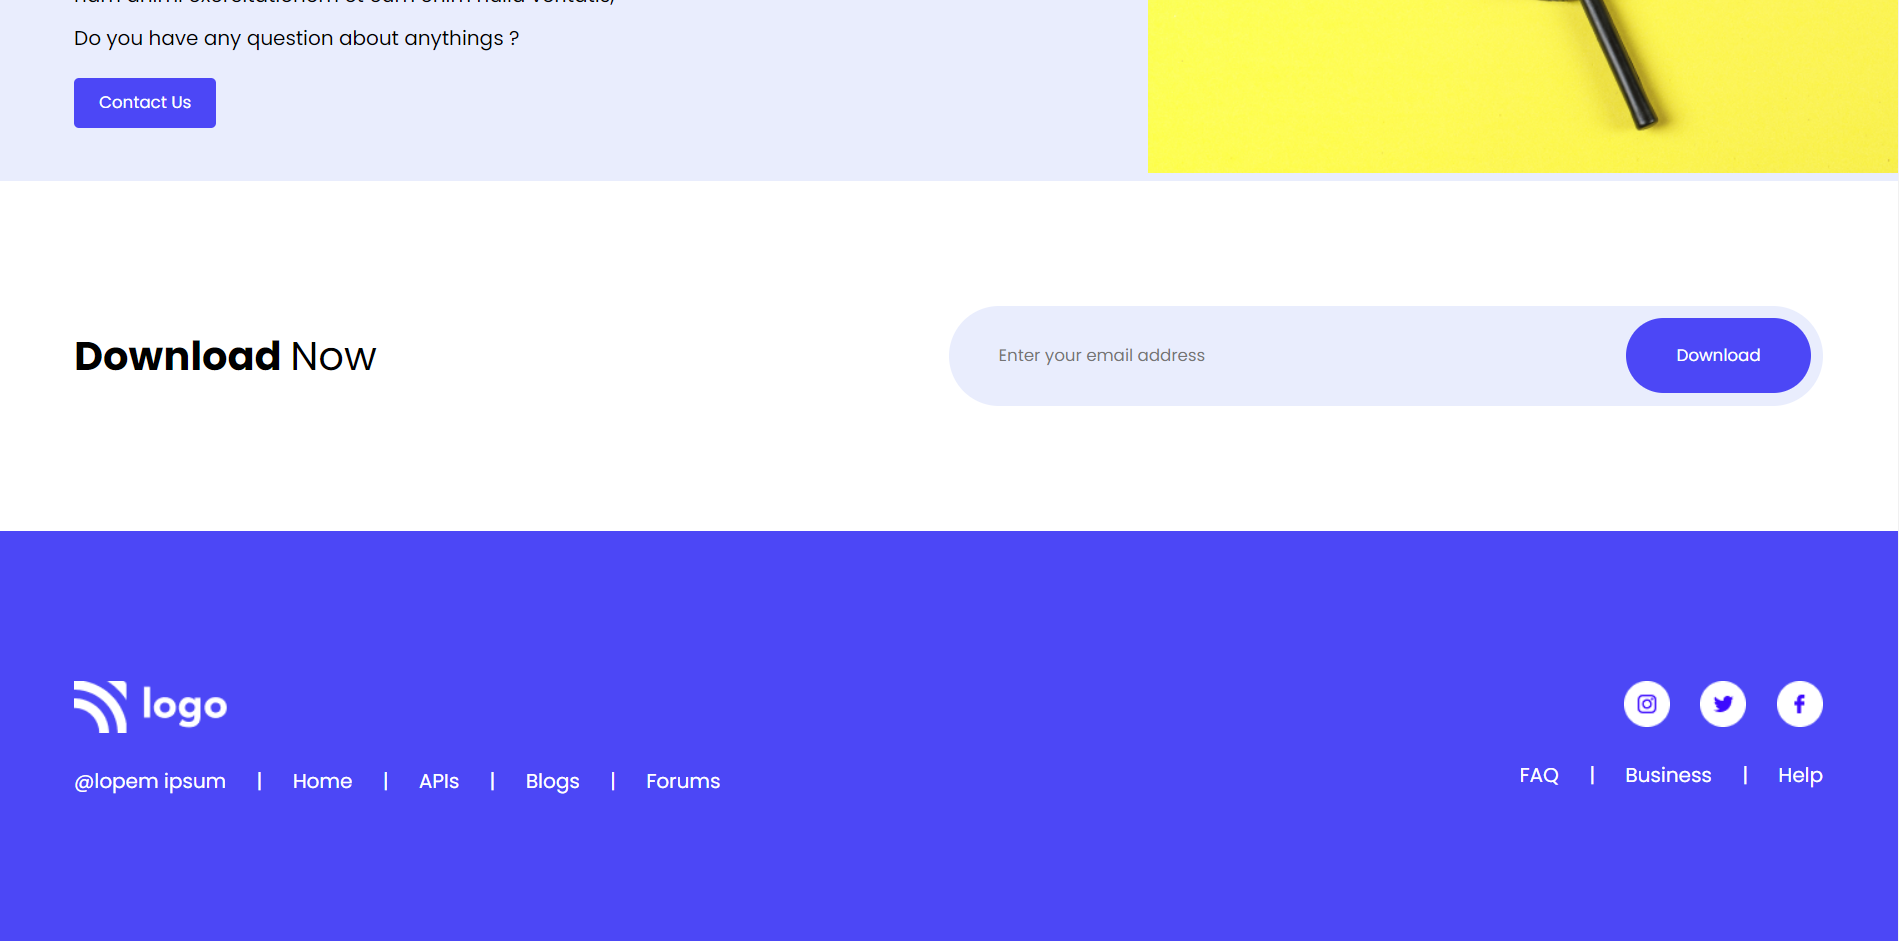 Do you have any question about anythings ?
Contact Us
Download Now
Enter your email address
Download
logo
@lopem ipsum | Home | APIs | Blogs | Forums
FAQ | Business | Help